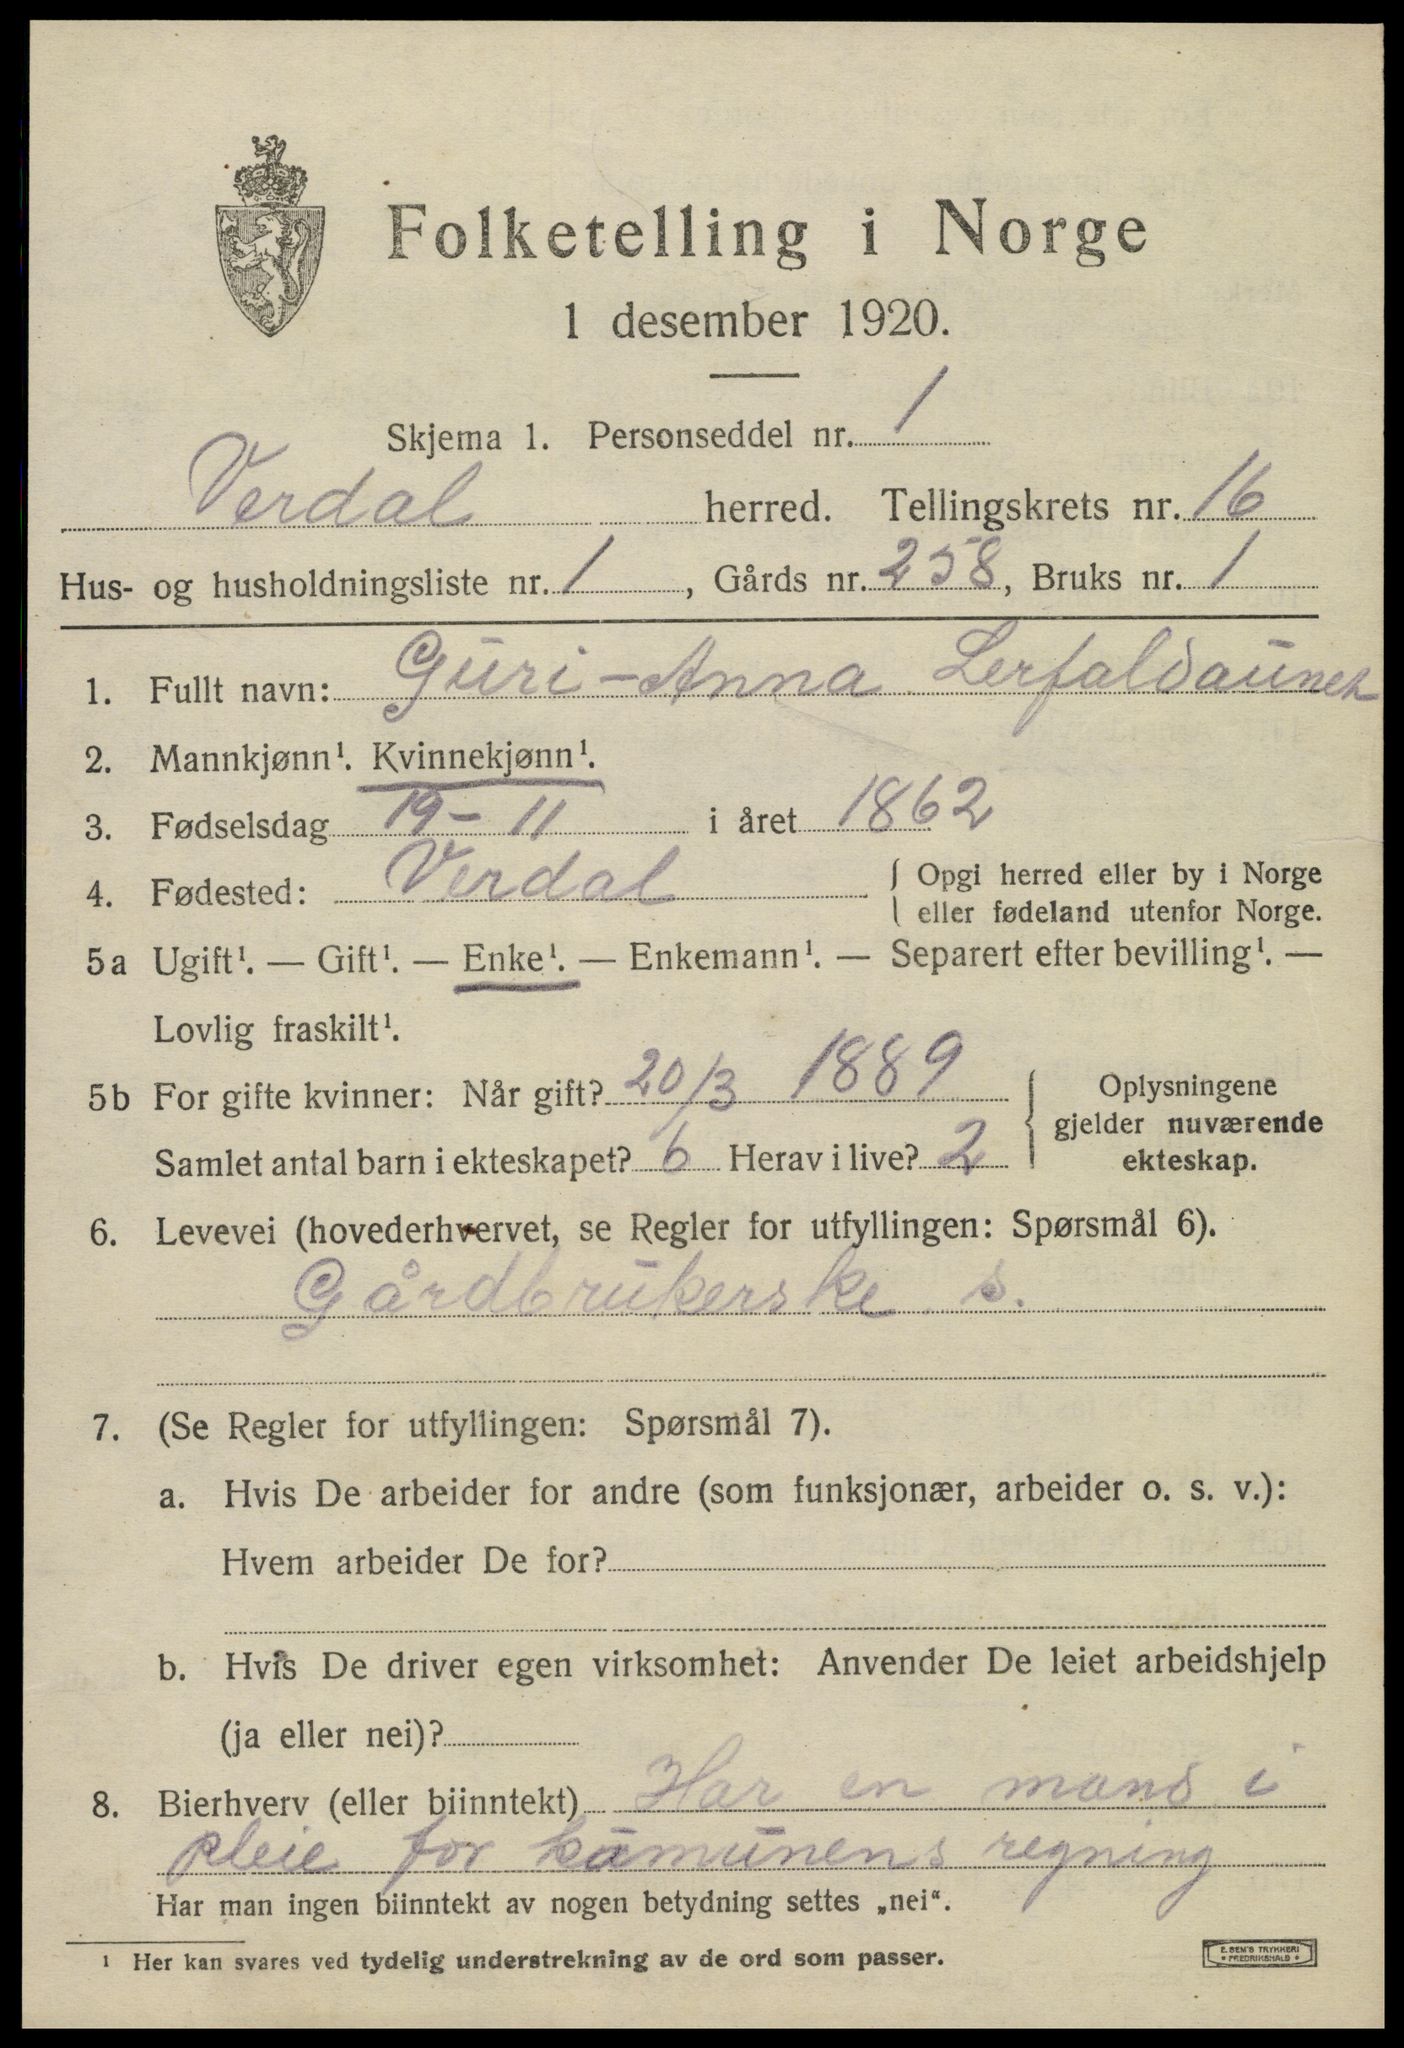 Folketelling i Norge
1 desember 1920.
Skjema 1. Personseddel nr. 1
Verdal herred. Tellingskrets nr. 16
Hus- og husholdningsliste nr. 1, Gårds nr. 258, Bruks nr. 1
1. Fullt navn: Guri-Anna Lerfaldaunet
2. Mannkjønn¹. Kvinnekjønn¹.
3. Fødselsdag 19-11 i året 1862
4. Fødested: Verdal { Opgi herred eller by i Norge
eller fødeland utenfor Norge.
5a Ugift¹. — Gift¹. — Enke¹. — Enkemann¹. — Separert efter bevilling¹. —
Lovlig fraskilt¹.
5b For gifte kvinner: Når gift? 20/3 1889
Samlet antal barn i ekteskapet? 6 Herav i live? 2
{ Oplysningene
gjelder nuværende
ekteskap.
6. Levevei (hovederhvervet, se Regler for utfyllingen: Spørsmål 6).
Gårdbrukerske s.
7. (Se Regler for utfyllingen: Spørsmål 7).
a. Hvis De arbeider for andre (som funksjonær, arbeider o. s. v.):
Hvem arbeider De for?
b. Hvis De driver egen virksomhet: Anvender De leiet arbeidshjelp
(ja eller nei)?
8. Bierhverv (eller biinntekt) Har en mand i
pleie for komunens regning
Har man ingen biinntekt av nogen betydning settes „nei“.
¹ Her kan svares ved tydelig understrekning av de ord som passer.
E. SEM'S TRYKKERI
FREDRIKSHALD